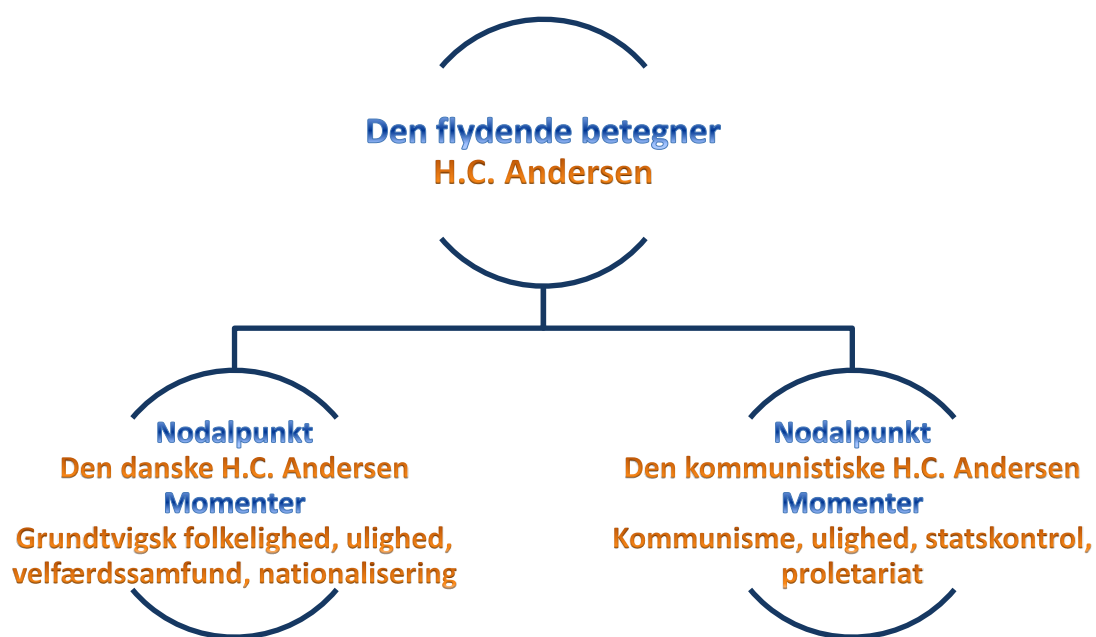 Den flydende betegner
H.C. Andersen
Nodalpunkt
Den danske H.C. Andersen
Momenter
Grundtvigsk folkelighed, ulighed,
velfærdssamfund, nationalisering
Nodalpunkt
Den kommunistiske H.C. Andersen
Momenter
Kommunisme, ulighed, statskontrol,
proletariat